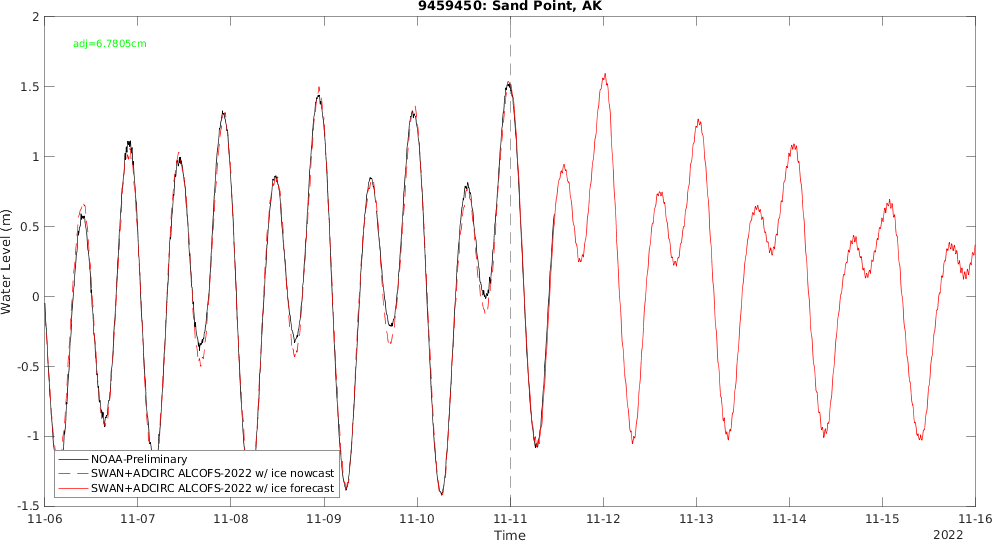 9459450: Sand Point, AK
adj=6.7805cm
2
1.5
1
0.5
0
-0.5
-1
-1.5
Water Level (m)
NOAA-Preliminary
SWAN+ADCIRC ALCOFS-2022 w/ ice nowcast
SWAN+ADCIRC ALCOFS-2022 w/ ice forecast
11-06 11-07 11-08 11-09 11-10 11-11 11-12 11-13 11-14 11-15 11-16
Time
2022